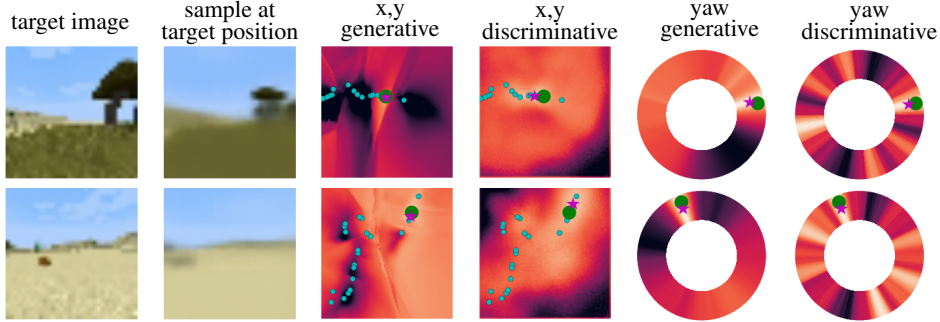 target image
sample at
target position
x,y
generative
x,y
discriminative
yaw
generative
yaw
discriminative